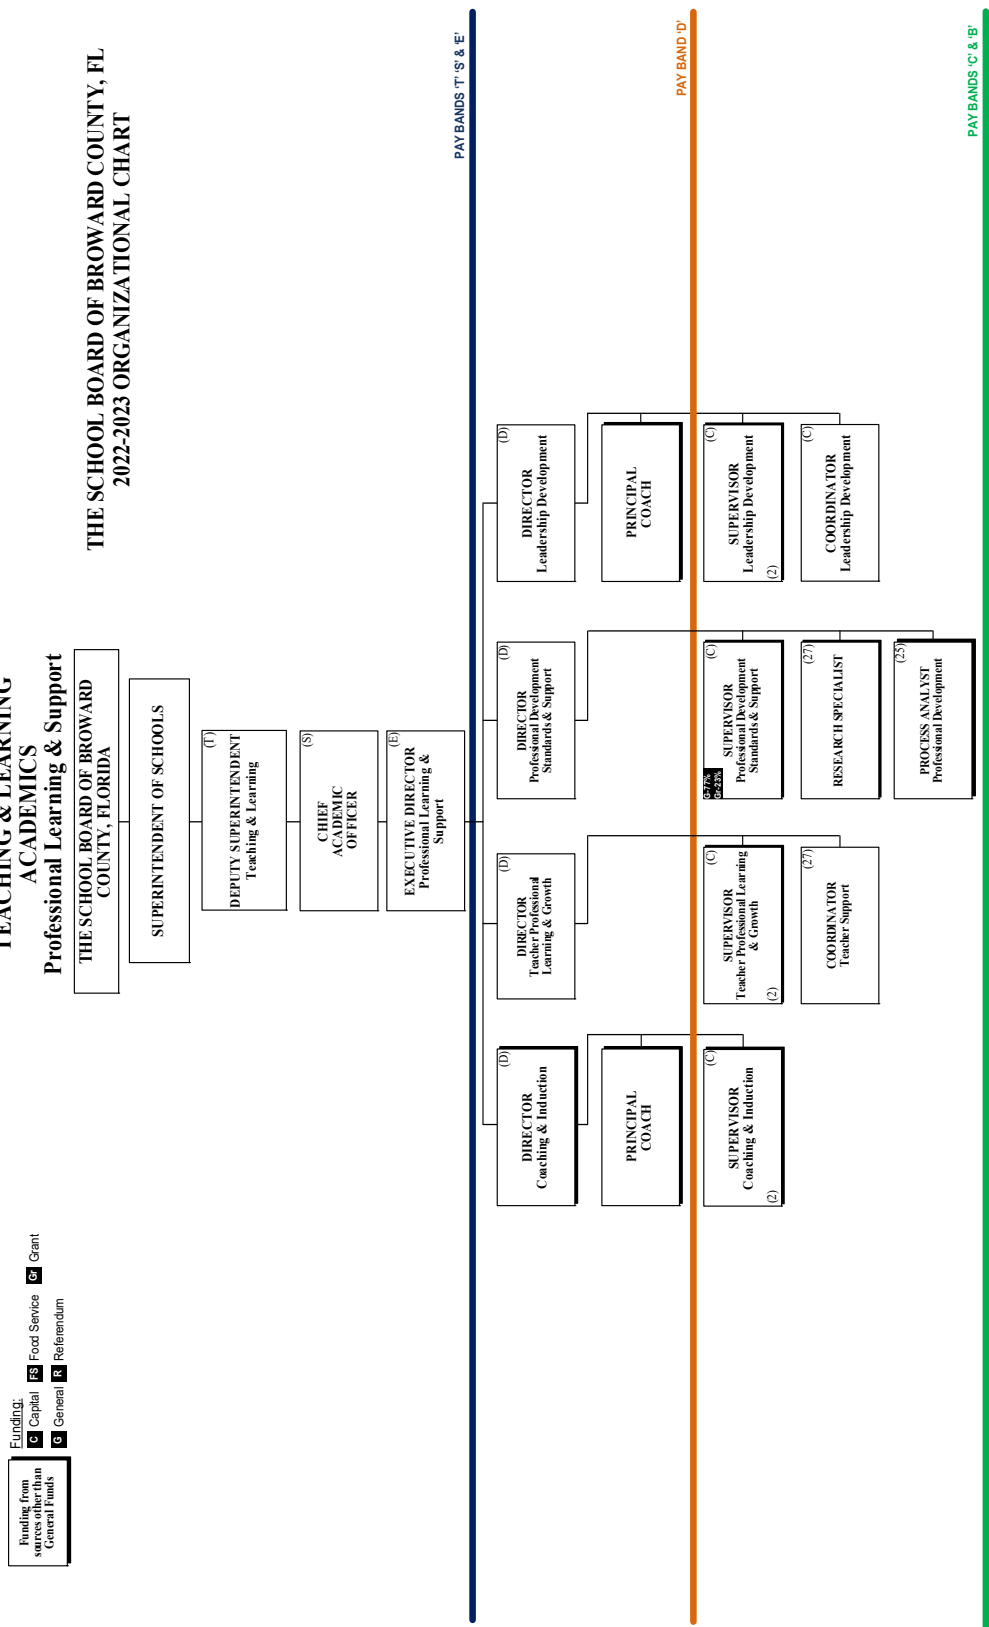 TEACHING & LEARNING
ACADEMICS
Professional Learning & Support
THE SCHOOL BOARD OF BROWARD COUNTY, FL
2022-2023 ORGANIZATIONAL CHART
Funding from
sources other than
General Funds
Funding:
C Capital FS Food Service Gr Grant
G General R Referendum
THE SCHOOL BOARD OF BROWARD
COUNTY, FLORIDA
SUPERINTENDENT OF SCHOOLS
(T)
DEPUTY SUPERINTENDENT
Teaching & Learning
(S)
CHIEF
ACADEMIC
OFFICER
(E)
EXECUTIVE DIRECTOR
Professional Learning &
Support
PAY BANDS 'T' 'S' & 'E'
(D)
DIRECTOR
Coaching & Induction
(D)
DIRECTOR
Teacher Professional
Learning & Growth
(D)
DIRECTOR
Professional Development
Standards & Support
(D)
DIRECTOR
Leadership Development
PRINCIPAL
COACH
PRINCIPAL
COACH
PAY BAND 'D'
(C)
SUPERVISOR
Coaching & Induction
(2)
(C)
SUPERVISOR
Teacher Professional Learning
& Growth
(2)
G-77%
Gr-23%
(C)
SUPERVISOR
Professional Development
Standards & Support
(C)
SUPERVISOR
Leadership Development
(2)
(27)
COORDINATOR
Teacher Support
(27)
RESEARCH SPECIALIST
(C)
COORDINATOR
Leadership Development
(25)
PROCESS ANALYST
Professional Development
PAY BANDS 'C' & 'B'